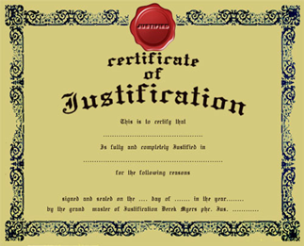 JUSTIFIED
certificate
of
Justification
This is to certify that
..............................
Is fully and completely Justified in
..............................
for the following reasons
signed and sealed on the .... day of ....... in the year.......
by the grand master of Justification Derek Myers phr. Jus. ............